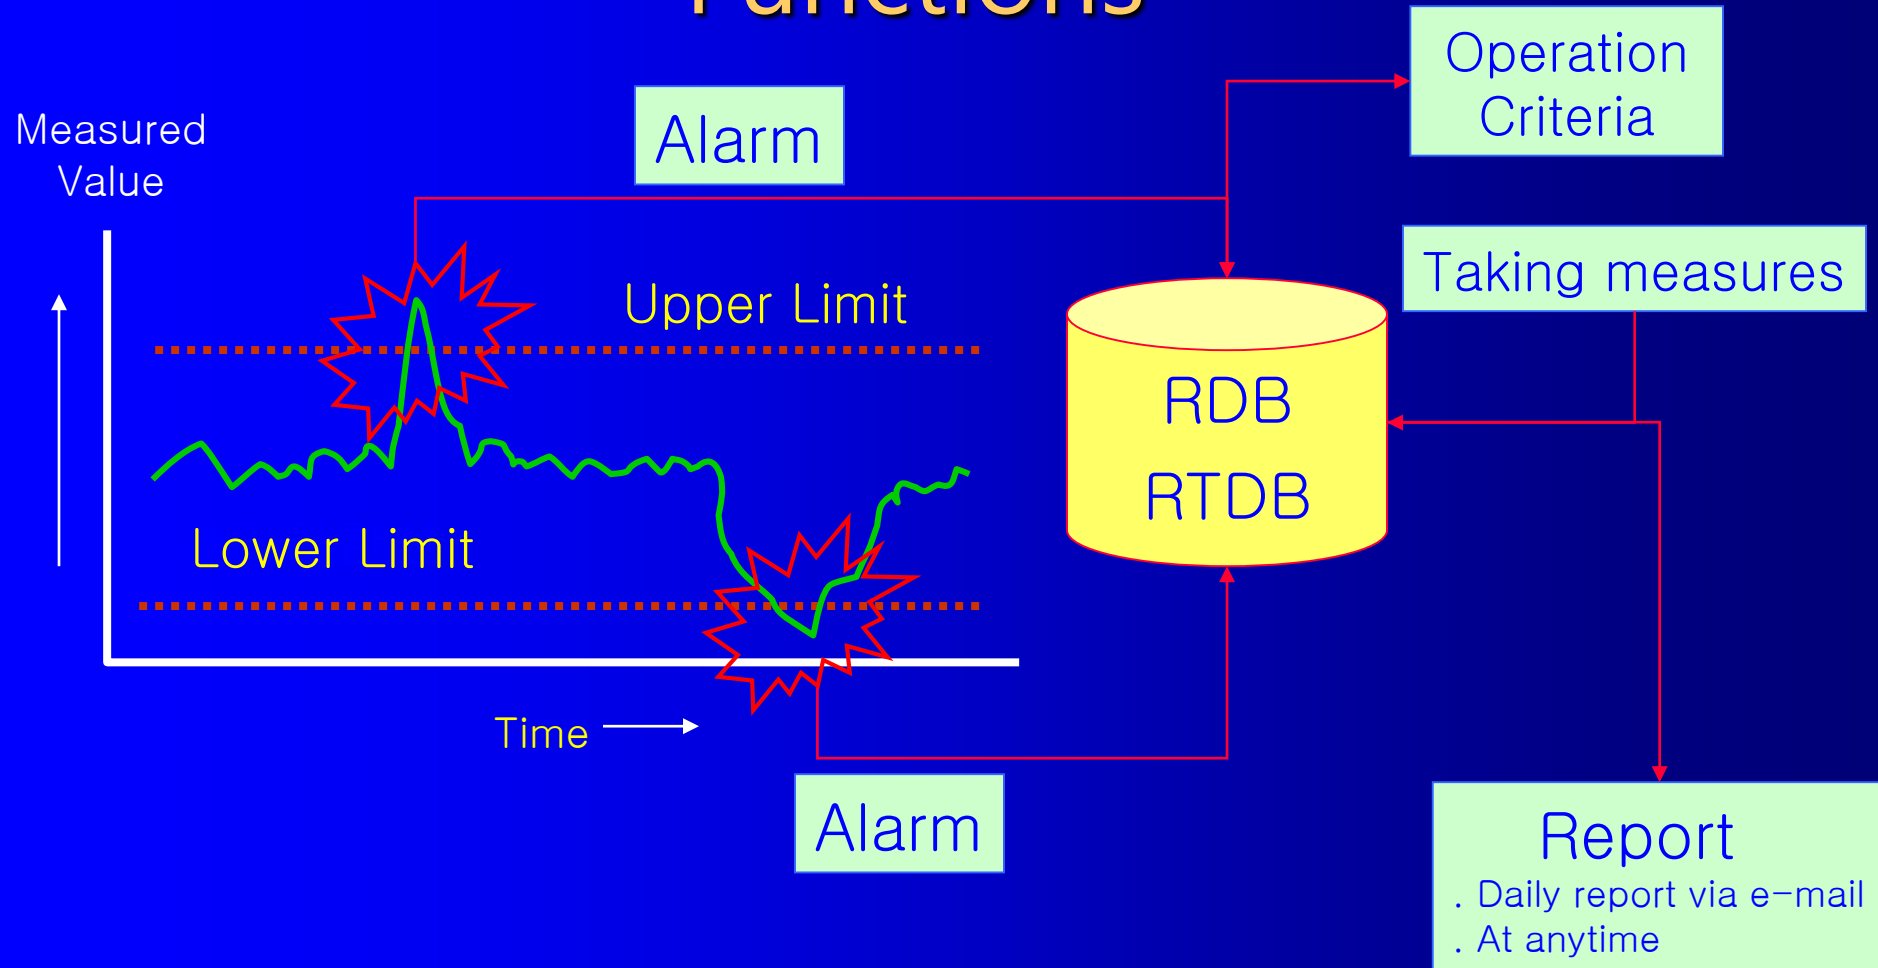 Functions
Operation
Criteria
Alarm
Measured
Value
Taking measures
Upper Limit
RDB
RTDB
Lower Limit
Time
Alarm
Report
. Daily report via e-mail
. At anytime